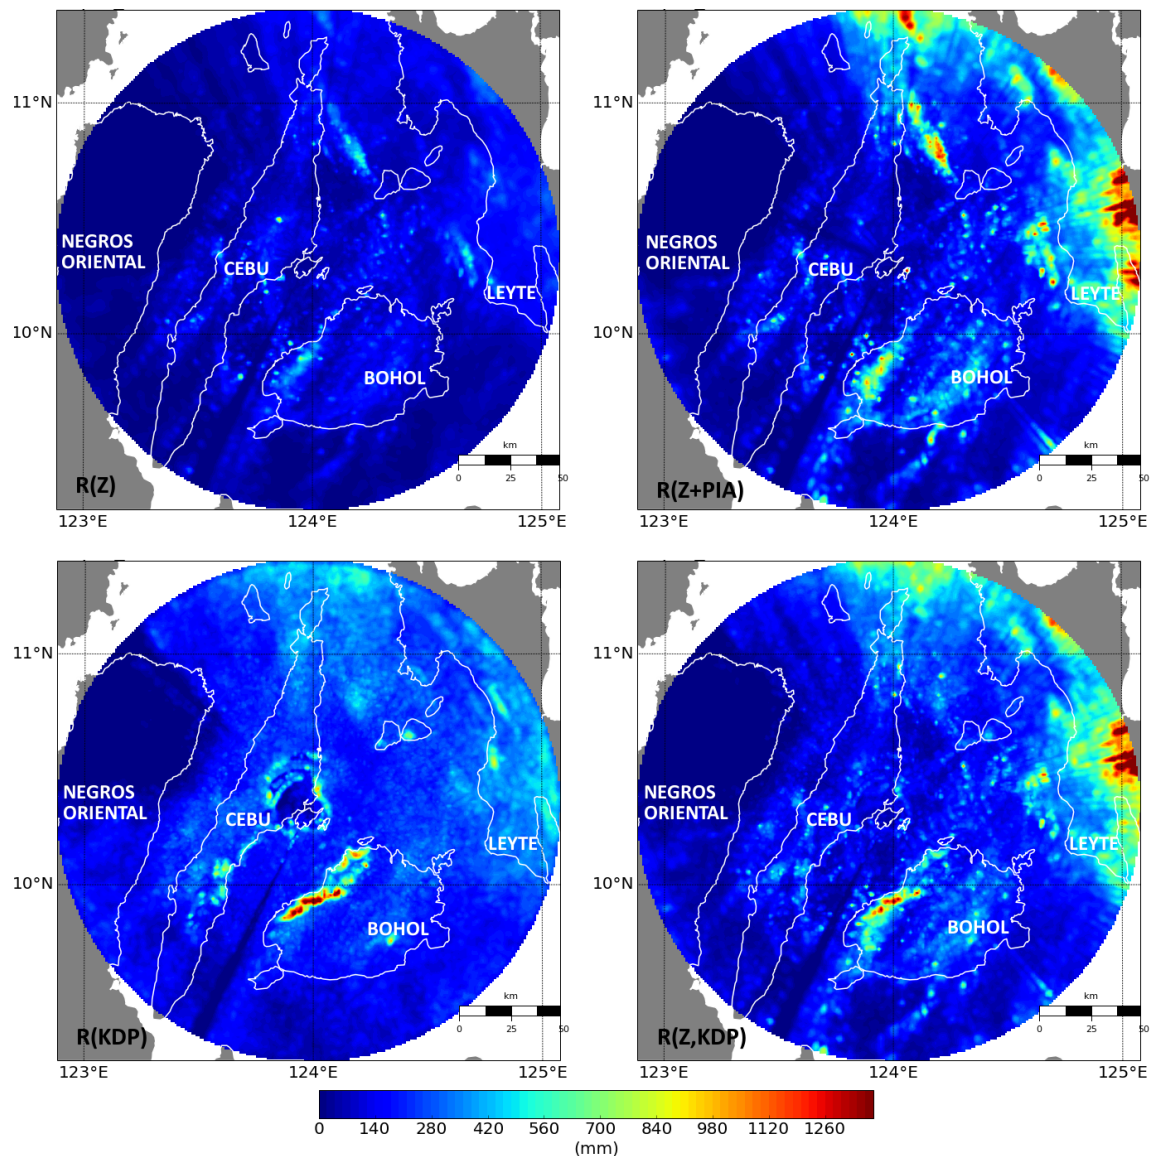 11°N
NEGROS
ORIENTAL
CEBU
LEYTE
10°N
BOHOL
km
0 25 50
R(Z)
123°E 124°E 125°E
11°N
NEGROS
ORIENTAL
CEBU
LEYTE
10°N
BOHOL
km
0 25 50
R(Z+PIA)
123°E 124°E 125°E
11°N
NEGROS
ORIENTAL
CEBU
LEYTE
10°N
BOHOL
km
0 25 50
R(KDP)
123°E 124°E 125°E
11°N
NEGROS
ORIENTAL
CEBU
LEYTE
10°N
BOHOL
km
0 25 50
R(Z,KDP)
123°E 124°E 125°E
0 140 280 420 560 700 840 980 1120 1260
(mm)